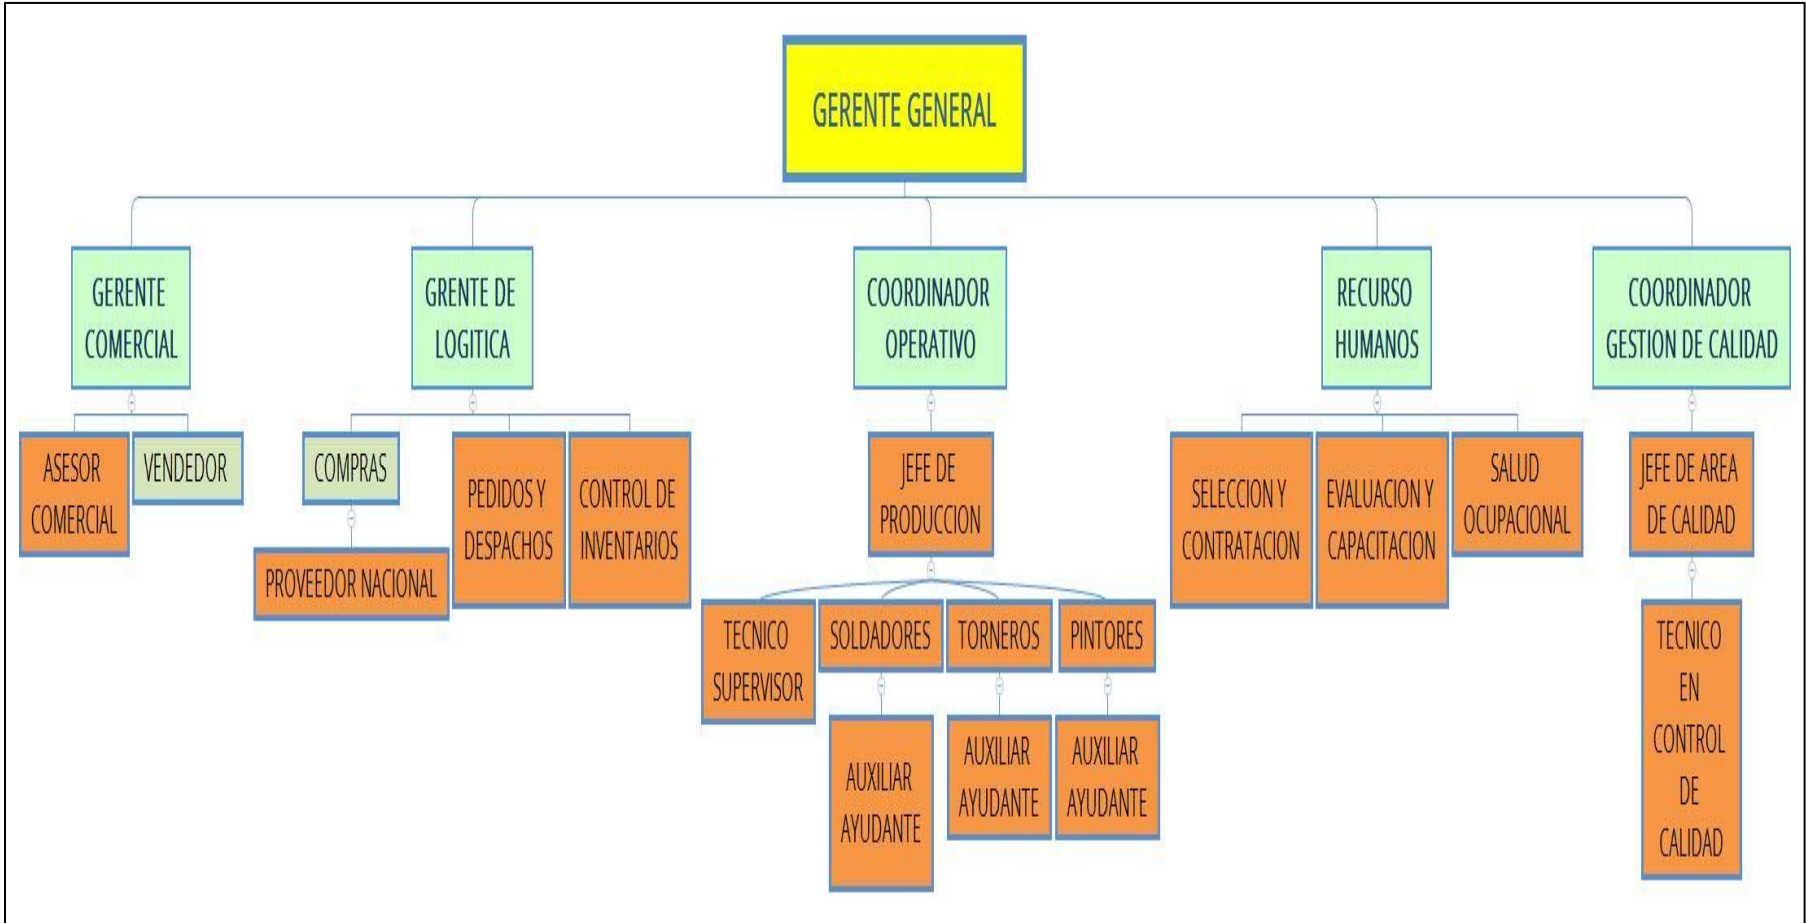 GERENTE GENERAL
GERENTE
COMERCIAL
GRENTE DE
LOGITICA
COORDINADOR
OPERATIVO
RECURSO
HUMANOS
COORDINADOR
GESTION DE CALIDAD
ASESOR
COMERCIAL
VENDEDOR
COMPRAS
PEDIDOS Y
DESPACHOS
CONTROL DE
INVENTARIOS
JEFE DE
PRODUCCION
SELECCION Y
CONTRATACION
EVALUACION Y
CAPACITACION
SALUD
OCUPACIONAL
JEFE DE AREA
DE CALIDAD
PROVEEDOR NACIONAL
TECNICO
SUPERVISOR
SOLDADORES
TORNEROS
PINTORES
TECNICO
EN
CONTROL
DE
CALIDAD
AUXILIAR
AYUDANTE
AUXILIAR
AYUDANTE
AUXILIAR
AYUDANTE